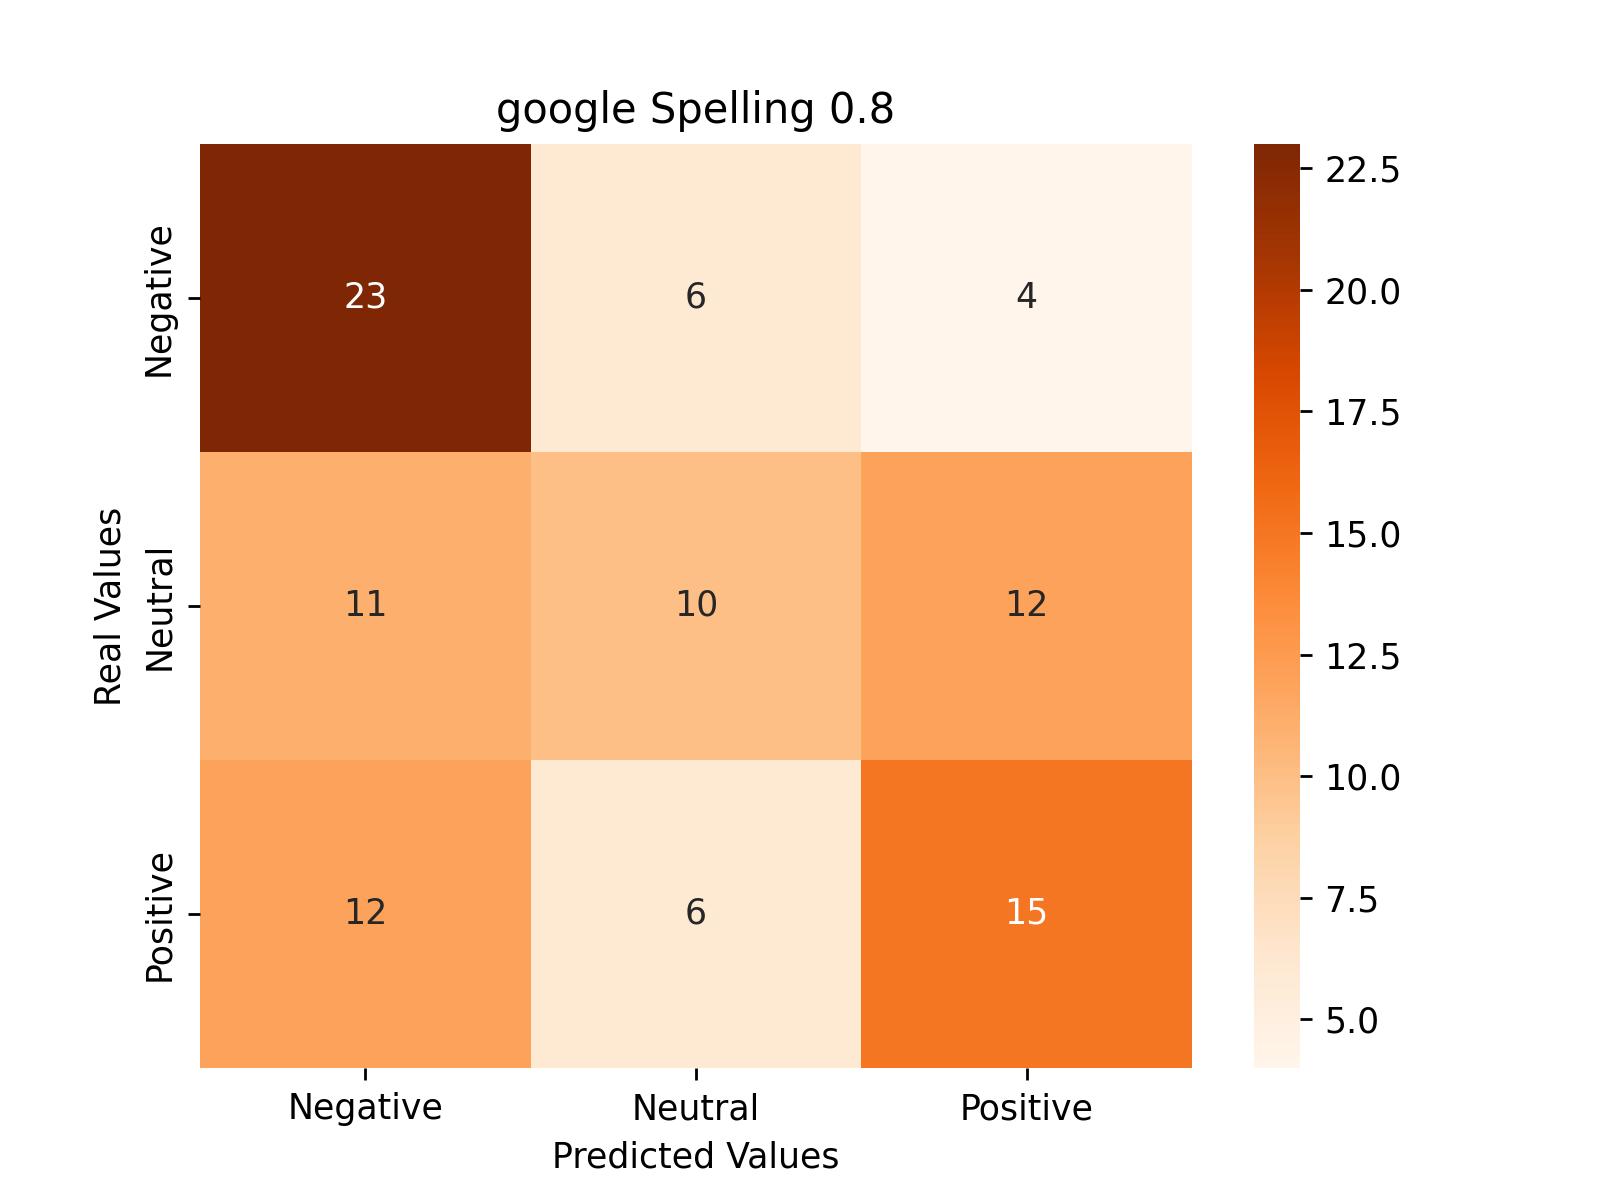 google Spelling 0.8
Real Values
Negative
23 6 4
Neutral
11 10 12
Positive
12 6 15
Negative Neutral Positive
Predicted Values
22.5
20.0
17.5
15.0
12.5
10.0
7.5
5.0